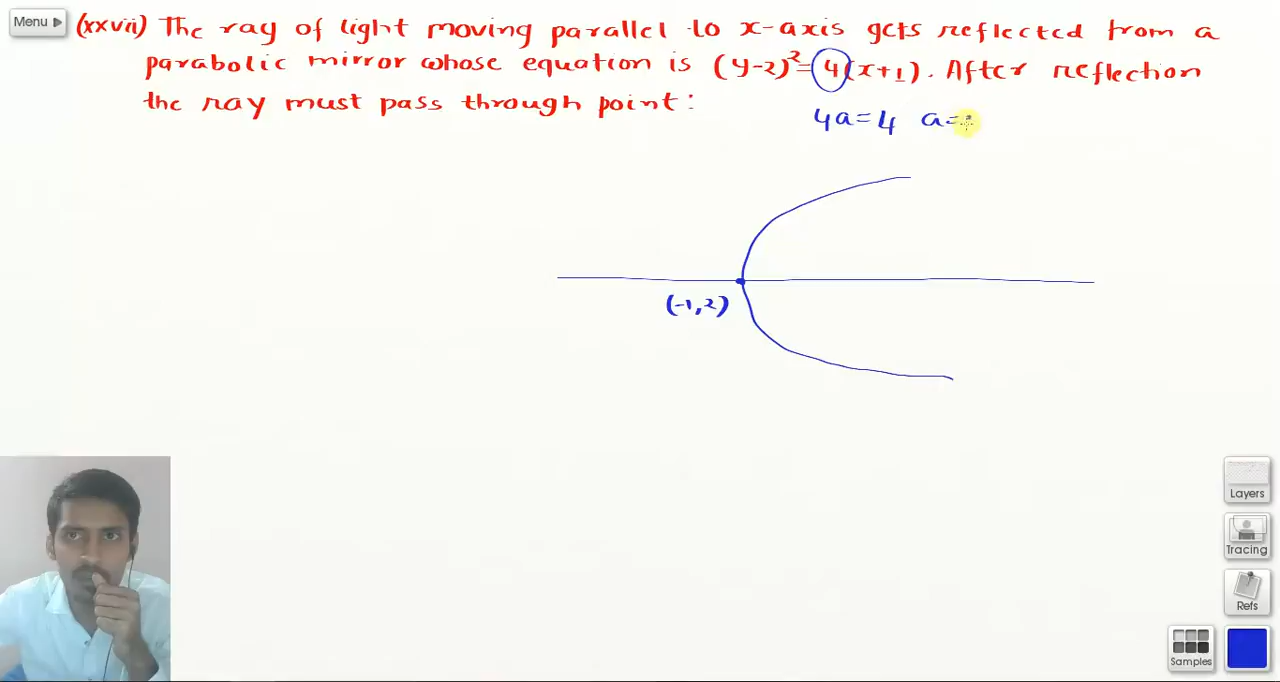 Menu
(xxvii) The ray of light moving parallel to x-axis gets reflected from a
parabolic mirror whose equation is (y-2)²=4(x+1). After reflection
the ray must pass through point:
4a=4 a=
(-1,2)
Layers
Tracing
Refs
Samples